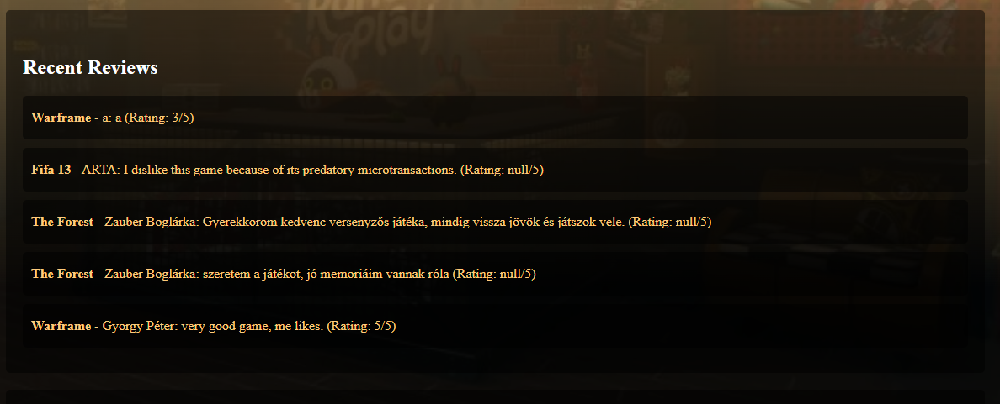 Recent Reviews
Warframe - a: a (Rating: 3/5)
Fifa 13 - ARTA: I dislike this game because of its predatory microtransactions. (Rating: null/5)
The Forest - Zauber Boglárka: Gyerekkorom kedvenc versenyzős játéka, mindig vissza jövök és játszok vele. (Rating: null/5)
The Forest - Zauber Boglárka: szeretem a játékot, jó memoriáim vannak róla (Rating: null/5)
Warframe - György Péter: very good game, me likes. (Rating: 5/5)